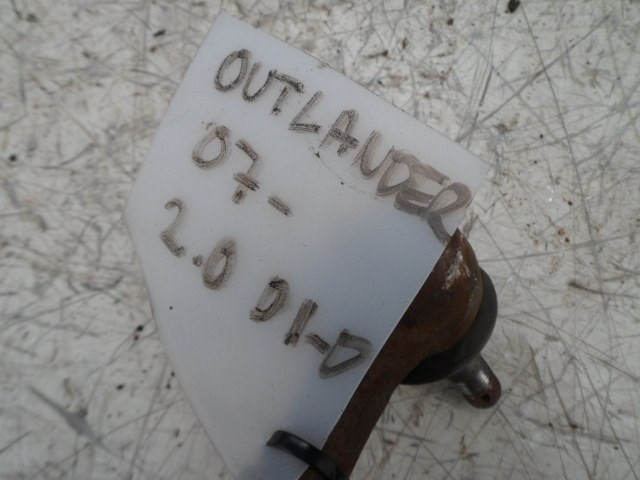 OUTLANDER
07-
2.0 DI-D